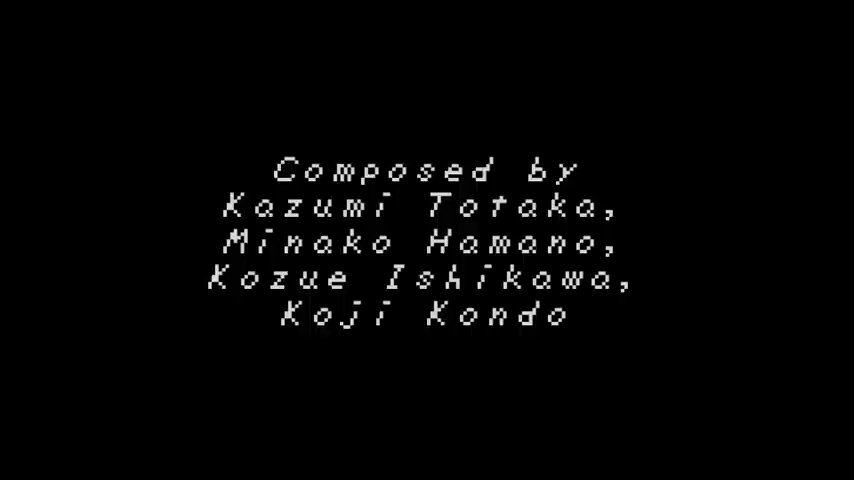 Composed by
Kazumi Totaka,
Minako Hamano,
Kozue Ishikawa,
Koji Kondo